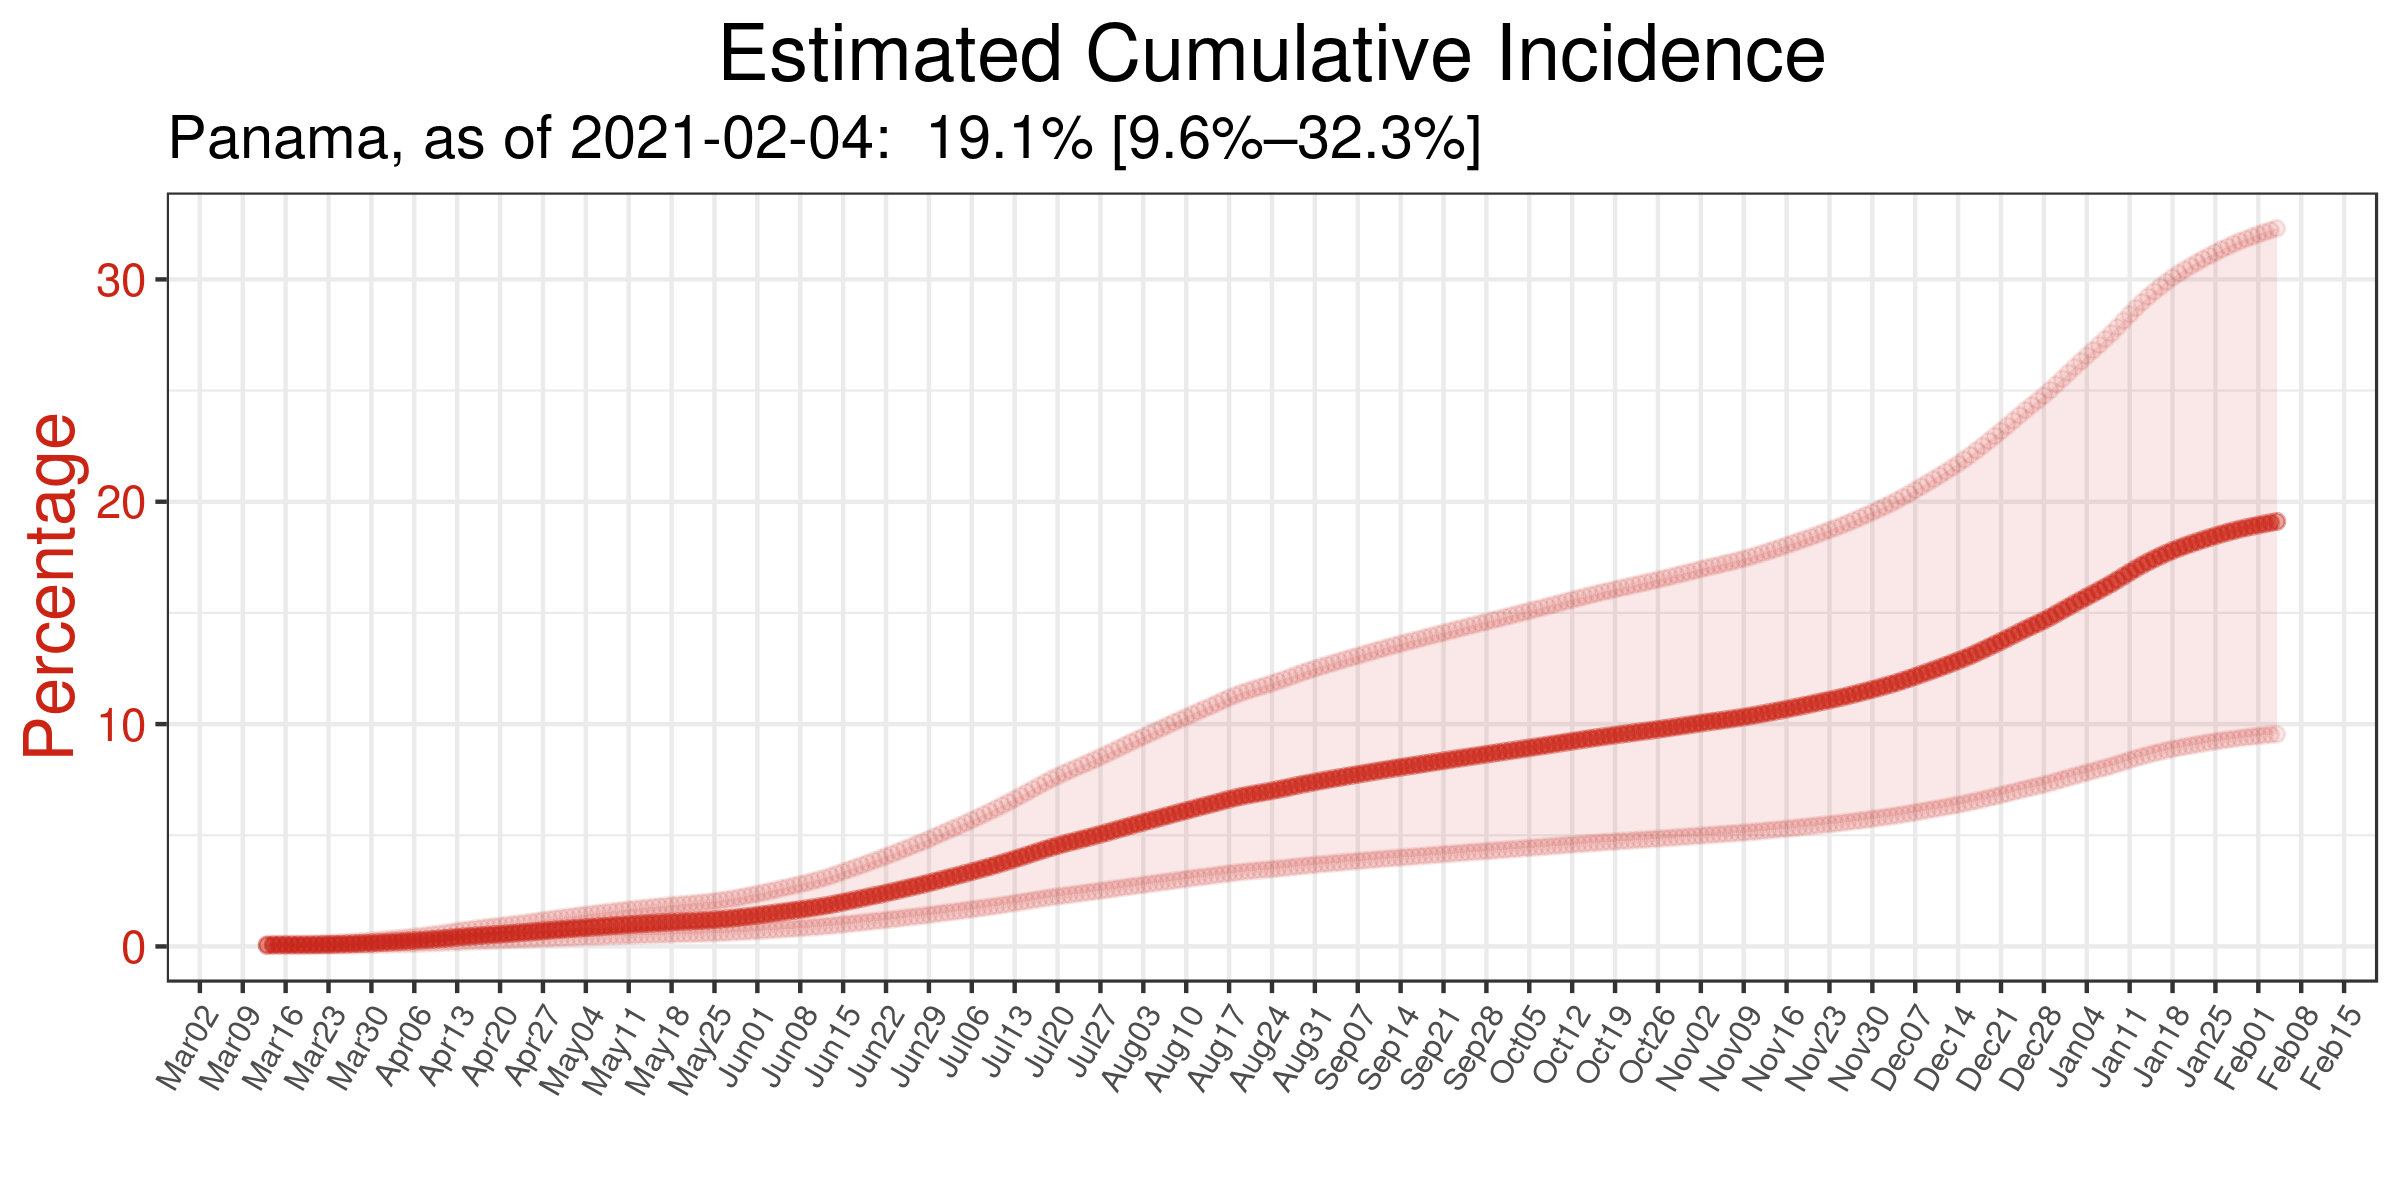 Estimated Cumulative Incidence
Panama, as of 2021-02-04:  19.1% [9.6%–32.3%]
Percentage
30
20
10
0
Mar02
Mar09
Mar16
Mar23
Mar30
Apr06
Apr13
Apr20
Apr27
May04
May11
May18
May25
Jun01
Jun08
Jun15
Jun22
Jun29
Jul06
Jul13
Jul20
Jul27
Aug03
Aug10
Aug17
Aug24
Aug31
Sep07
Sep14
Sep21
Sep28
Oct05
Oct12
Oct19
Oct26
Nov02
Nov09
Nov16
Nov23
Nov30
Dec07
Dec14
Dec21
Dec28
Jan04
Jan11
Jan18
Jan25
Feb01
Feb08
Feb15